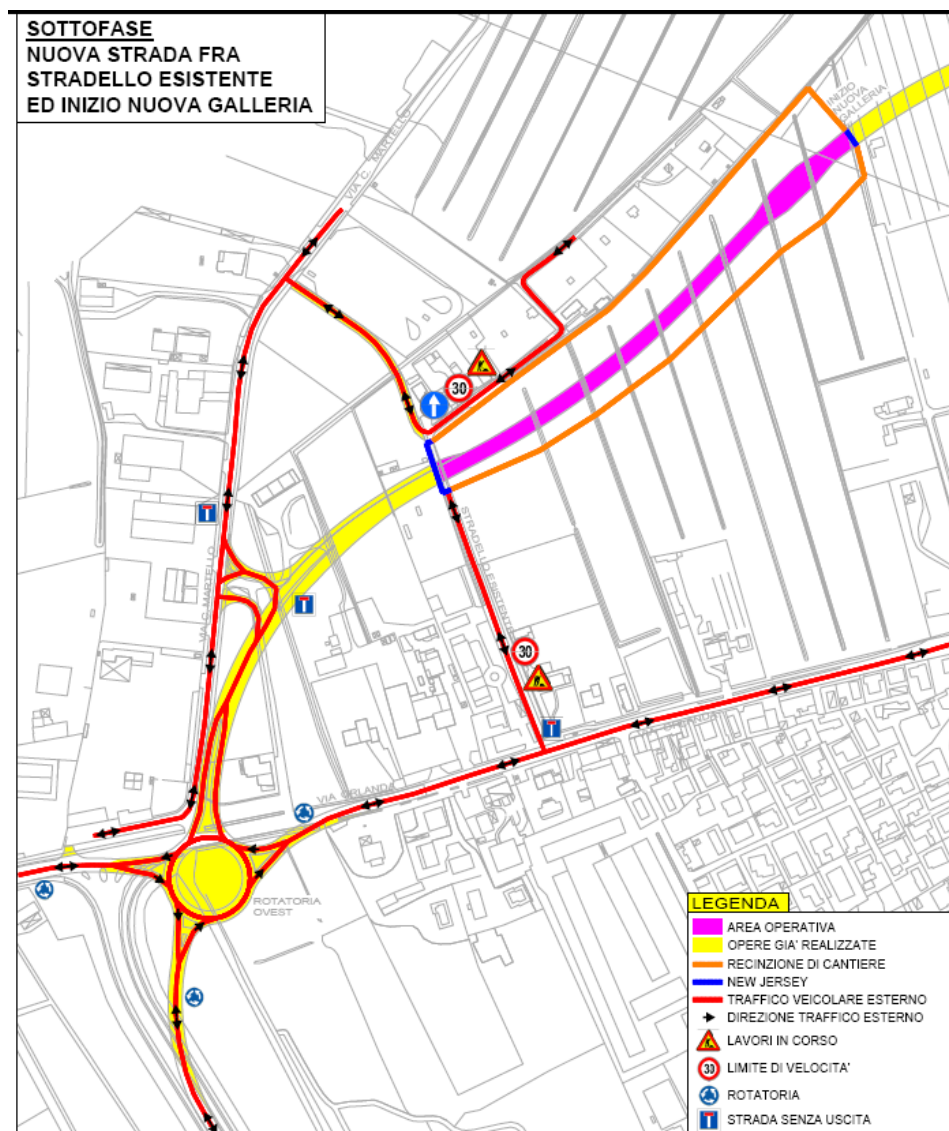 SOTTOFASE
NUOVA STRADA FRA
STRADELLO ESISTENTE
ED INIZIO NUOVA GALLERIA
INIZIO
NUOVA
GALLERIA
VIA C. MARTELLO
30
STRADELLO ESISTENTE
VIA C. MARTELLO
30
VIA ORLANDA
ORLANDA
ROTATORIA
OVEST
LEGENDA
AREA OPERATIVA
OPERE GIA' REALIZZATE
RECINZIONE DI CANTIERE
NEW JERSEY
TRAFFICO VEICOLARE ESTERNO
DIREZIONE TRAFFICO ESTERNO
LAVORI IN CORSO
30 LIMITE DI VELOCITA'
ROTATORIA
STRADA SENZA USCITA